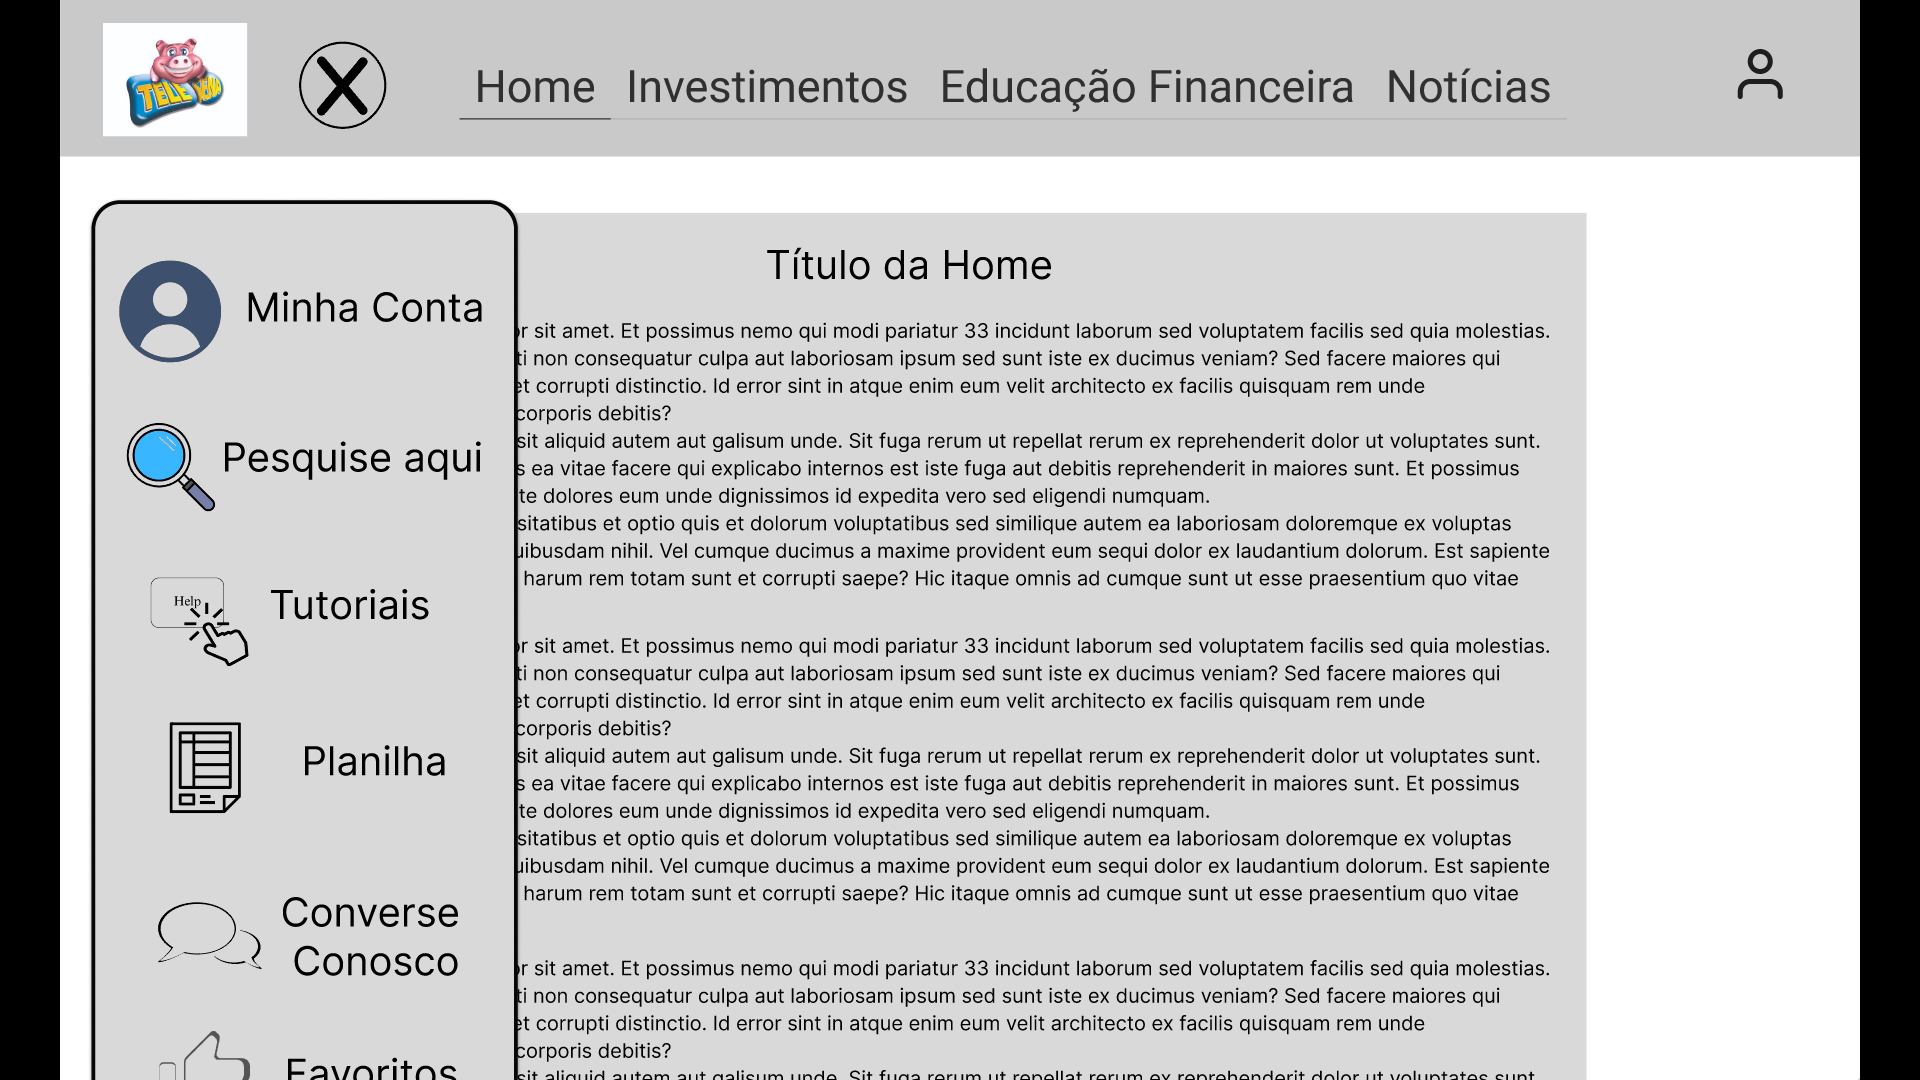 TELE SENA
Home Investimentos Educação Financeira Notícias
Minha Conta
Pesquise aqui
Help
Tutoriais
Planilha
Converse
Conosco
Favoritos
Título da Home
sit amet. Et possimus nemo qui modi pariatur 33 incidunt laborum sed voluptatem facilis sed quia molestias.
non consequatur culpa aut laboriosam ipsum sed sunt iste ex ducimus veniam? Sed facere maiores qui
et corrupti distinctio. Id error sint in atque enim eum velit architecto ex facilis quisquam rem unde
corporis debitis?
sit aliquid autem aut galisum unde. Sit fuga rerum ut repellat rerum ex reprehenderit dolor ut voluptates sunt.
ea vitae facere qui explicabo internos est iste fuga aut debitis reprehenderit in maiores sunt. Et possimus
te dolores eum unde dignissimos id expedita vero sed eligendi numquam.
sitatibus et optio quis et dolorum voluptatibus sed similique autem ea laboriosam doloremque ex voluptas
uibusdam nihil. Vel cumque ducimus a maxime provident eum sequi dolor ex laudantium dolorum. Est sapiente
harum rem totam sunt et corrupti saepe? Hic itaque omnis ad cumque sunt ut esse praesentium quo vitae
sit amet. Et possimus nemo qui modi pariatur 33 incidunt laborum sed voluptatem facilis sed quia molestias.
non consequatur culpa aut laboriosam ipsum sed sunt iste ex ducimus veniam? Sed facere maiores qui
et corrupti distinctio. Id error sint in atque enim eum velit architecto ex facilis quisquam rem unde
corporis debitis?
sit aliquid autem aut galisum unde. Sit fuga rerum ut repellat rerum ex reprehenderit dolor ut voluptates sunt.
ea vitae facere qui explicabo internos est iste fuga aut debitis reprehenderit in maiores sunt. Et possimus
te dolores eum unde dignissimos id expedita vero sed eligendi numquam.
sitatibus et optio quis et dolorum voluptatibus sed similique autem ea laboriosam doloremque ex voluptas
uibusdam nihil. Vel cumque ducimus a maxime provident eum sequi dolor ex laudantium dolorum. Est sapiente
harum rem totam sunt et corrupti saepe? Hic itaque omnis ad cumque sunt ut esse praesentium quo vitae
sit amet. Et possimus nemo qui modi pariatur 33 incidunt laborum sed voluptatem facilis sed quia molestias.
non consequatur culpa aut laboriosam ipsum sed sunt iste ex ducimus veniam? Sed facere maiores qui
et corrupti distinctio. Id error sint in atque enim eum velit architecto ex facilis quisquam rem unde
corporis debitis?
sit aliquid autem aut galisum unde. Sit fuga rerum ut repellat rerum ex reprehenderit dolor ut voluptates sunt.